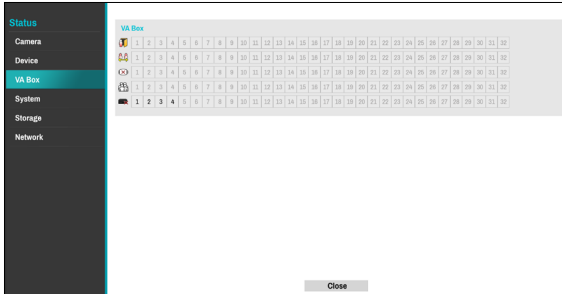 Status
Camera
Device
VA Box
System
Storage
Network
VA Box
1 2 3 4 5 6 7 8 9 10 11 12 13 14 15 16 17 18 19 20 21 22 23 24 25 26 27 28 29 30 31 32
1 2 3 4 5 6 7 8 9 10 11 12 13 14 15 16 17 18 19 20 21 22 23 24 25 26 27 28 29 30 31 32
1 2 3 4 5 6 7 8 9 10 11 12 13 14 15 16 17 18 19 20 21 22 23 24 25 26 27 28 29 30 31 32
1 2 3 4 5 6 7 8 9 10 11 12 13 14 15 16 17 18 19 20 21 22 23 24 25 26 27 28 29 30 31 32
1 2 3 4 5 6 7 8 9 10 11 12 13 14 15 16 17 18 19 20 21 22 23 24 25 26 27 28 29 30 31 32
Close